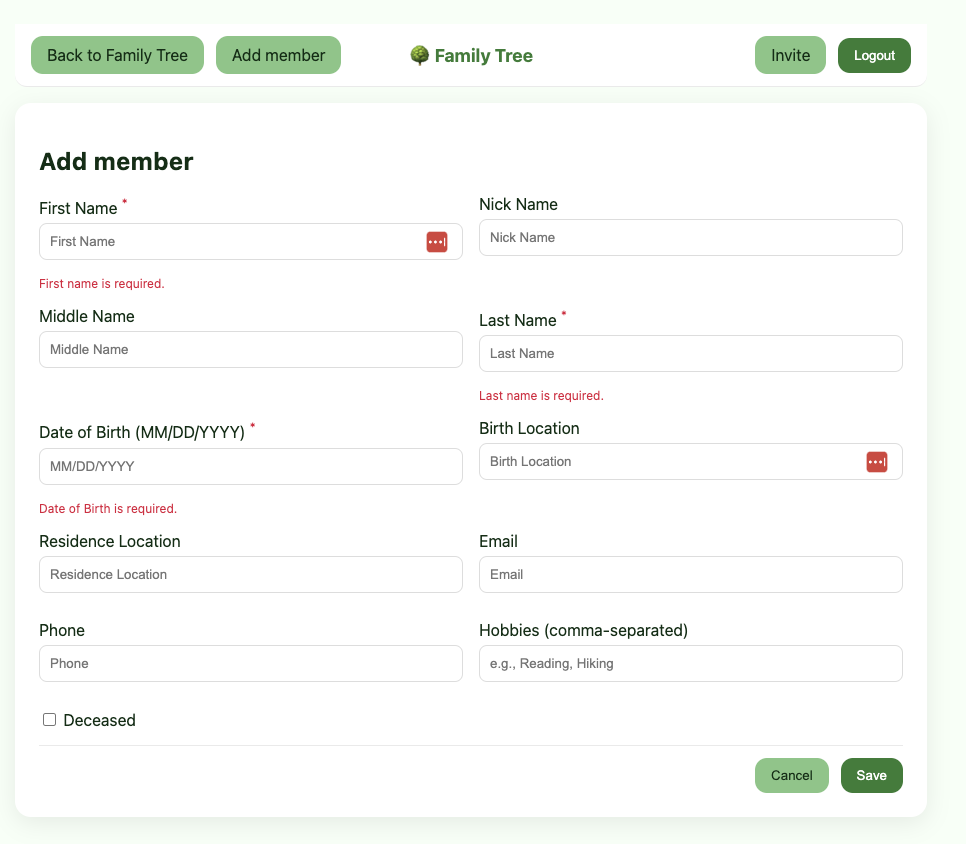 Back to Family Tree Add member Family Tree Invite Logout
Add member
First Name * Nick Name
First Name Nick Name
First name is required.
Middle Name Last Name *
Middle Name Last Name
Last name is required.
Date of Birth (MM/DD/YYYY) * Birth Location
MM/DD/YYYY Birth Location
Date of Birth is required.
Residence Location Email
Residence Location Email
Phone Hobbies (comma-separated)
Phone e.g., Reading, Hiking
Deceased
Cancel Save